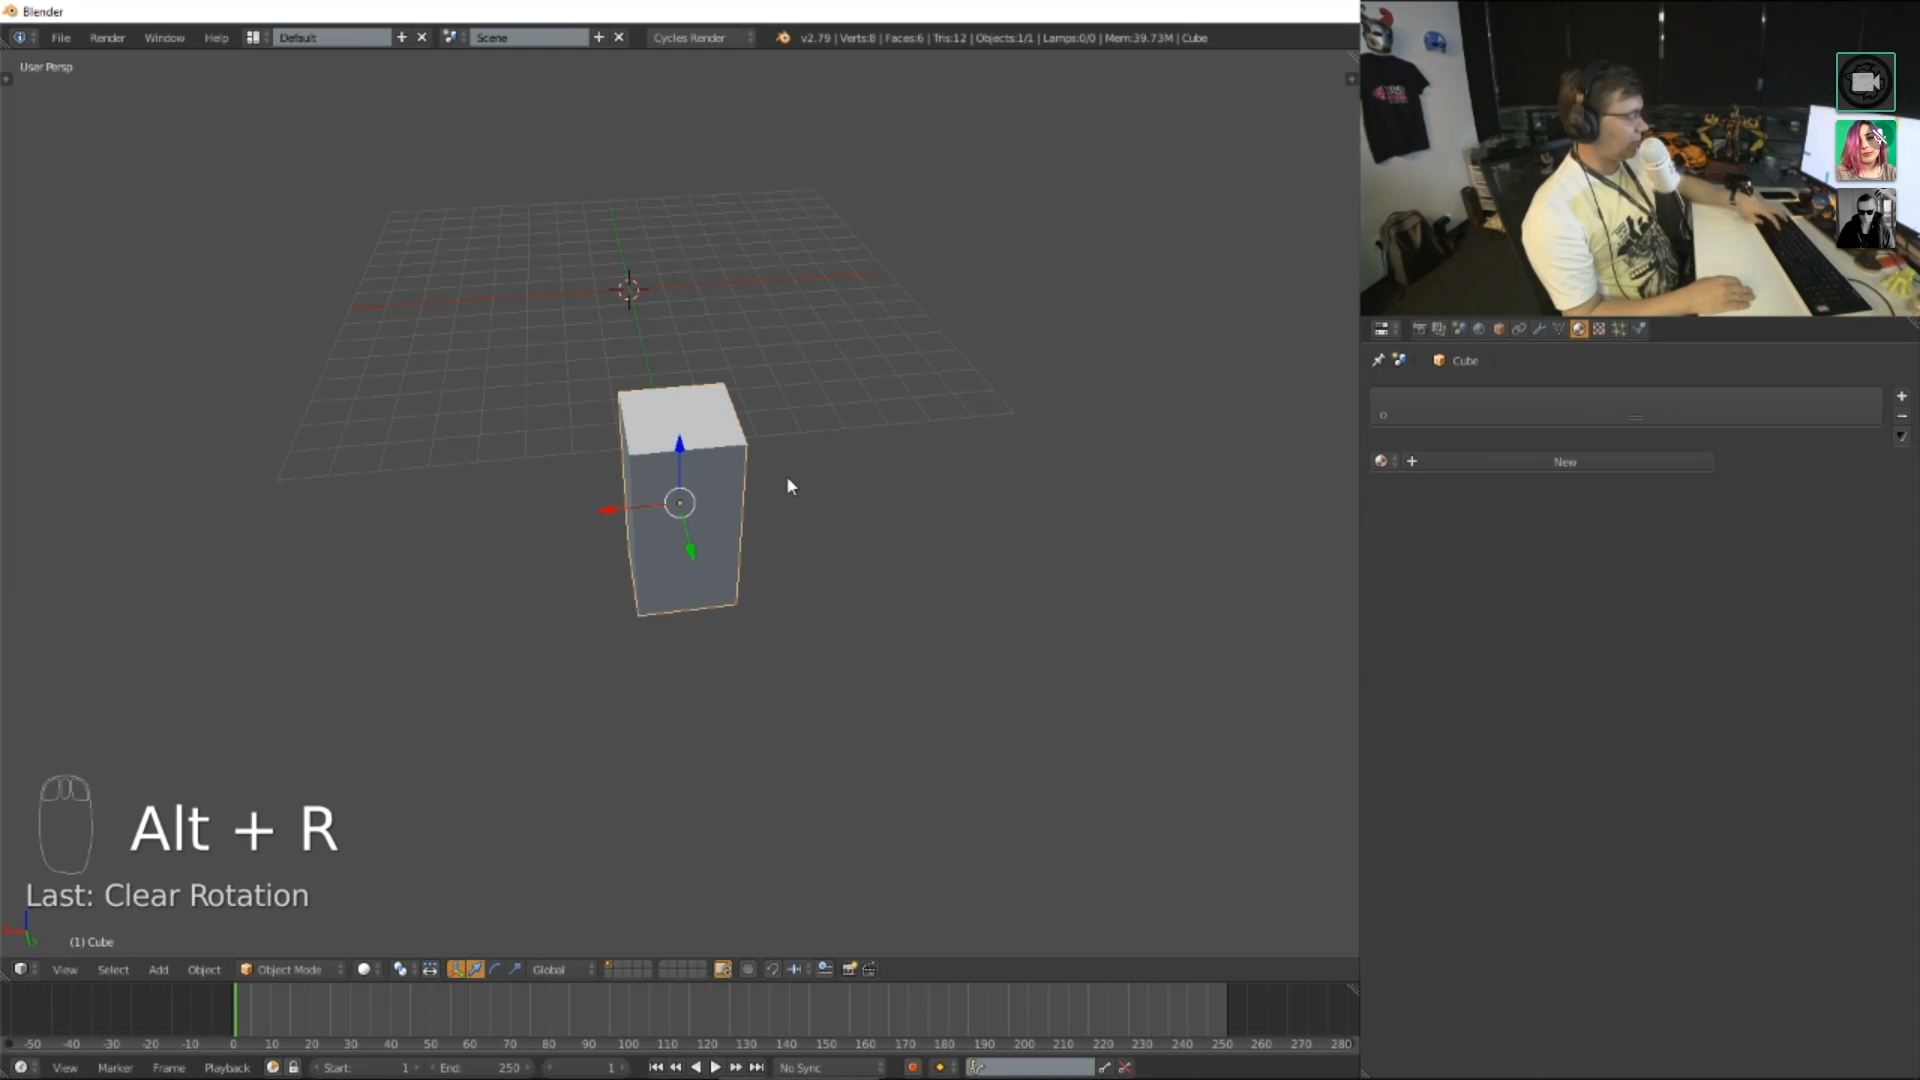 Blender
File Render Window Help Default Scene Cycles Render v2.79 | Verts:8 | Faces:6 | Tris:12 | Objects:1/1 | Lamps:0/0 | Mem:39.73M | Cube
User Persp
Cube
New
Alt + R
Last: Clear Rotation
(1) Cube
View Select Add Object Object Mode Global
-50 -40 -30 -20 -10 0 10 20 30 40 50 60 70 80 90 100 110 120 130 140 150 160 170 180 190 200 210 220 230 240 250 260 270 280
View Marker Frame Playback Start: 1 End: 250 1 No Sync